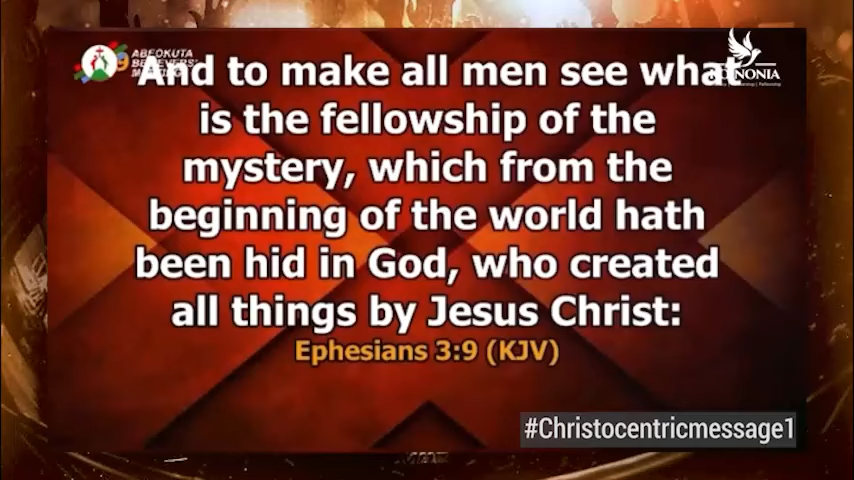 ABEOKUTA
BELIEVERS'
And to make all men see what
KOINONIA
is the fellowship of the
mystery, which from the
beginning of the world hath
been hid in God, who created
all things by Jesus Christ:
Ephesians 3:9 (KJV)
#Christocentricmessage1